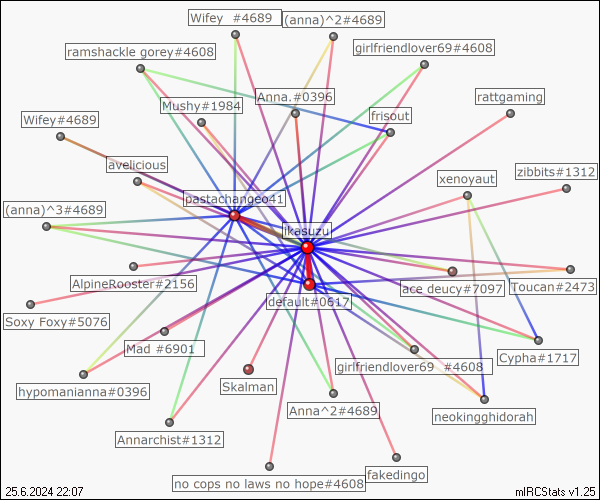 Wifey  #4689
(anna)^2#4689
ramshackle gorey#4608
girlfriendlover69#4608
Mushy#1984
Anna.#0396
rattgaming
Wifey#4689
frisout
avelicious
zibbits#1312
xenoyaut
pastachangeo41
(anna)^3#4689
ikasuzu
AlpineRooster#2156
ace deucy#7097
Toucan#2473
default#0617
Soxy Foxy#5076
Mad #6901
Cypha#1717
girlfriendlover69  #4608
hypomanianna#0396
Skalman
Anna^2#4689
neokingghidorah
Annarchist#1312
fakedingo
no cops no laws no hope#4608
25.6.2024 22:07
mIRCStats v1.25